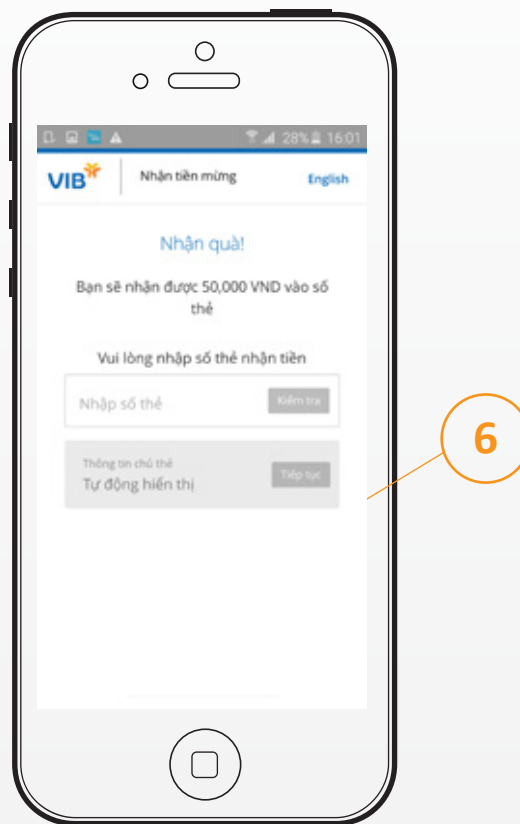 28% 16:01
VIB
Nhận tiền mừng
English
Nhận quà!
Bạn sẽ nhận được 50,000 VND vào số
thẻ
Vui lòng nhập số thẻ nhận tiền
Nhập số thẻ
Kiểm tra
Thông tin chủ thẻ
Tự động hiển thị
Tiếp tục
6